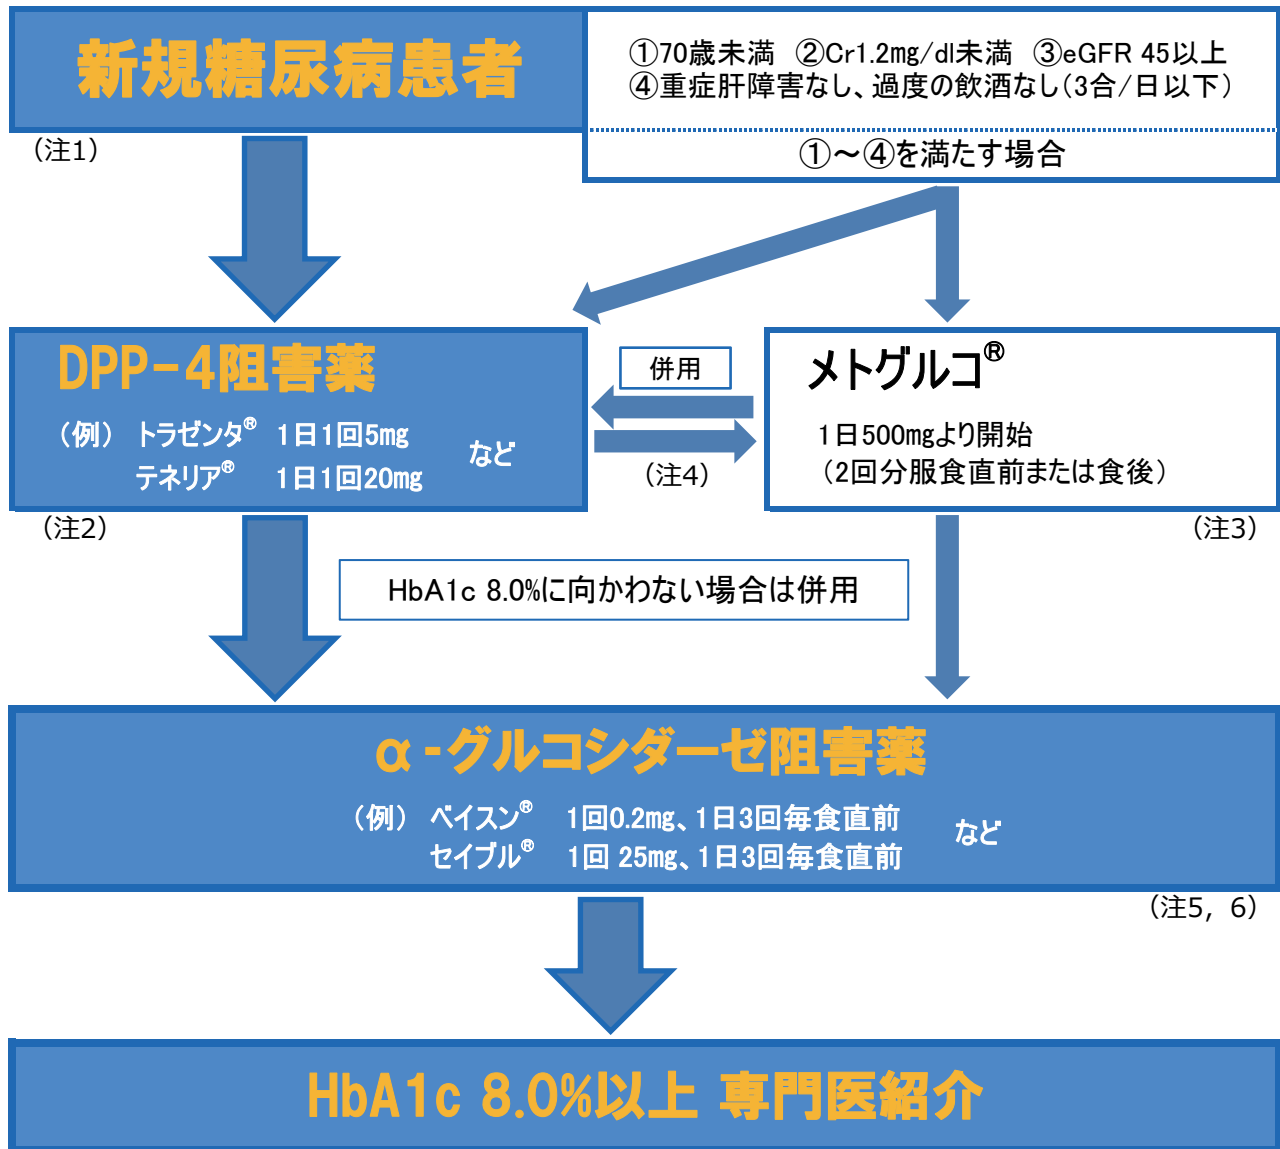 新規糖尿病患者
①70歳未満 ②Cr1.2mg/dl未満 ③eGFR 45以上
④重症肝障害なし、過度の飲酒なし(3合/日以下)
①～④を満たす場合
(注1)
DPP-4阻害薬
(例) トラゼンタ® 1日1回5mg
テネリア® 1日1回20mg
など
(注2)
併用
(注4)
メトグルコ®
1日500mgより開始
(2回分服食直前または食後)
(注3)
HbA1c 8.0%に向かわない場合は併用
α-グルコシダーゼ阻害薬
(例) ベイスン® 1回0.2mg、1日3回毎食直前
セイブル® 1回 25mg、1日3回毎食直前
など
(注5, 6)
HbA1c 8.0%以上 専門医紹介